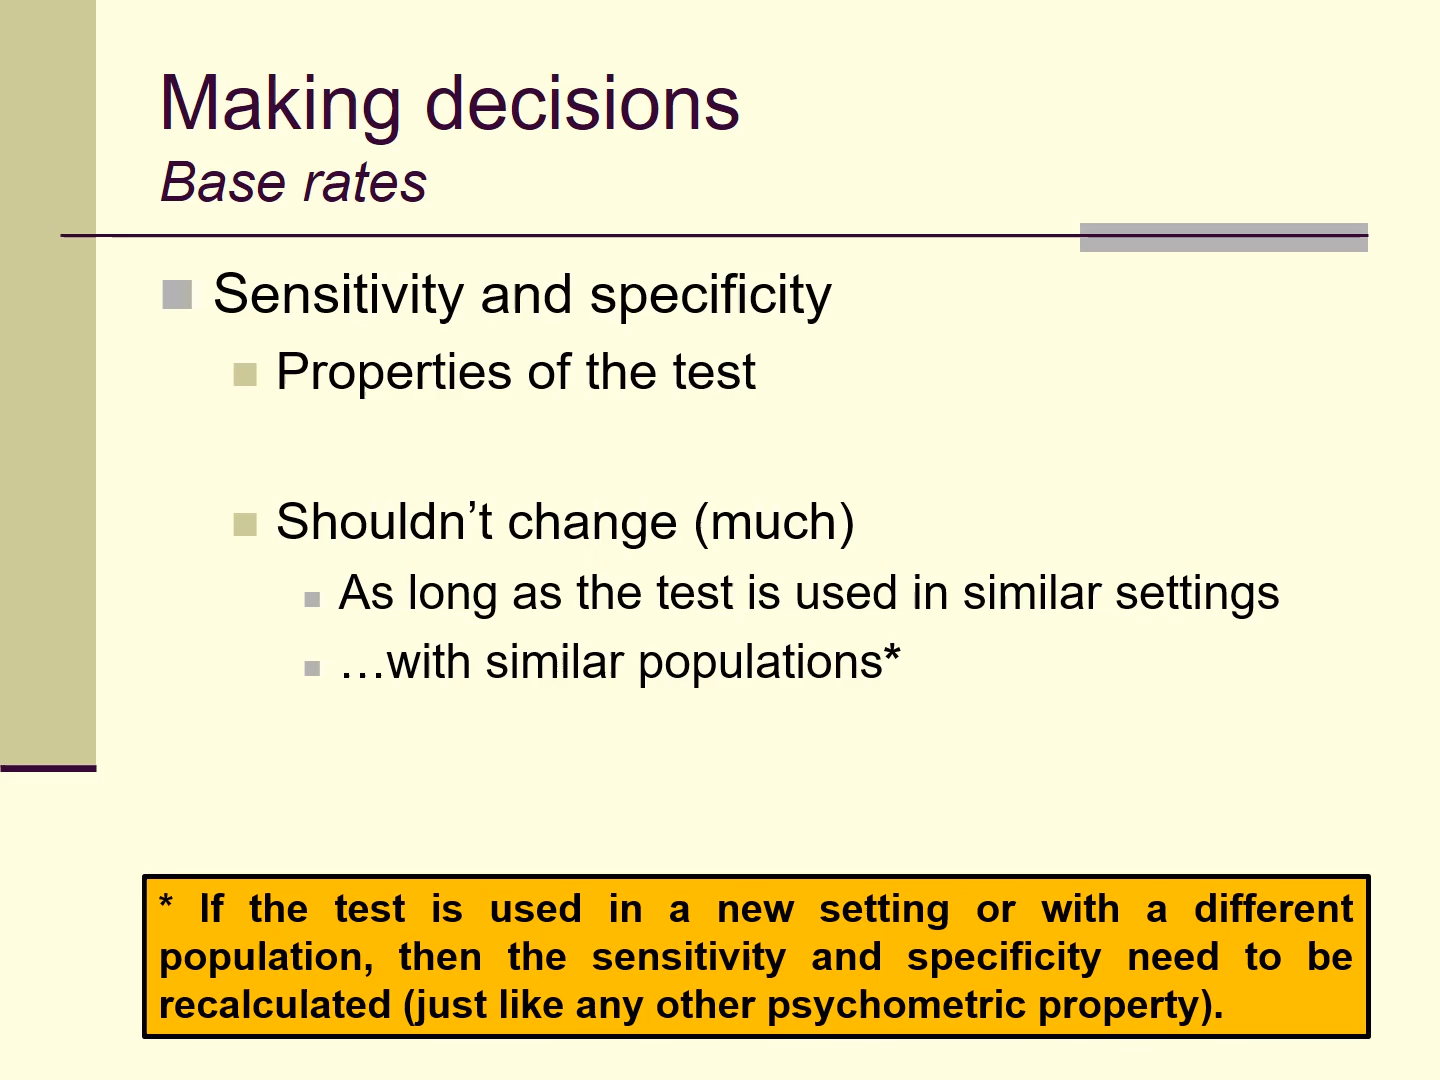 Making decisions
Base rates
Sensitivity and specificity
Properties of the test
Shouldn’t change (much)
As long as the test is used in similar settings
…with similar populations*
* If the test is used in a new setting or with a different
population, then the sensitivity and specificity need to be
recalculated (just like any other psychometric property).